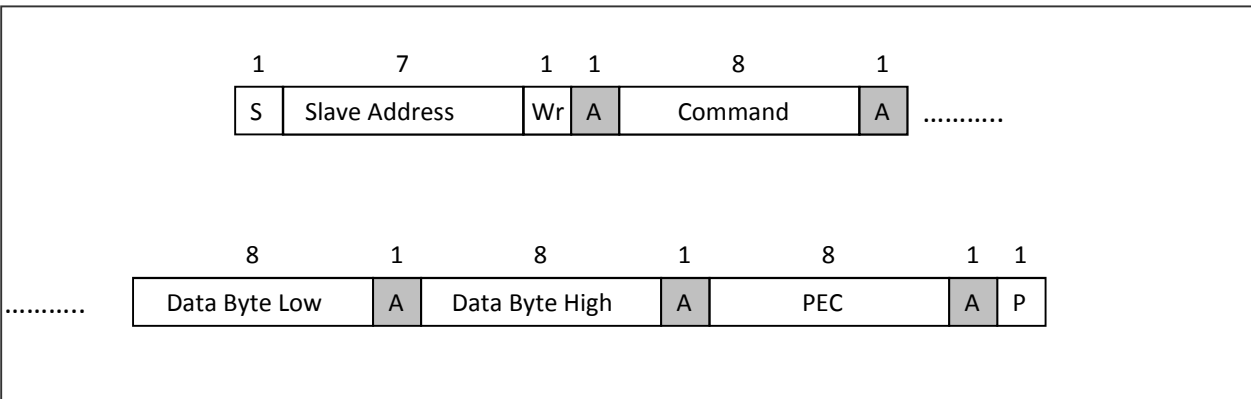 1 7 1 1 8 1
S Slave Address Wr A Command A ...........
8 1 8 1 8 1 1
........... Data Byte Low A Data Byte High A PEC A P